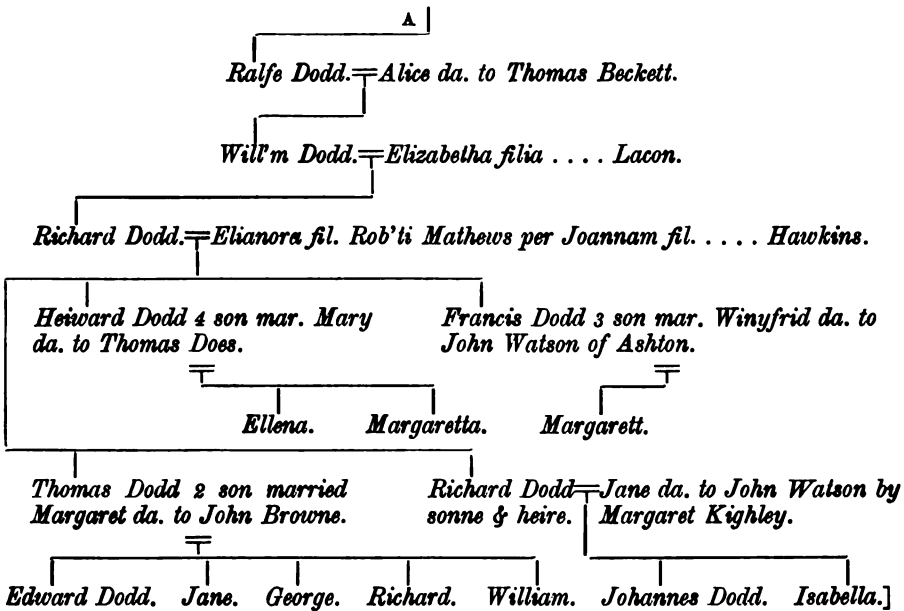 A
Ralfe Dodd.=Alice da. to Thomas Beckett.
Will'm Dodd.=Elizabetha filia .... Lacon.
Richard Dodd.=Elianora fil. Rob'ti Mathews per Joannam fil. .... Hawkins.
Heiward Dodd 4 son mar. Mary
da. to Thomas Does.
Francis Dodd 3 son mar. Winyfrid da. to
John Watson of Ashton.
Ellena. Margaretta. Margarett.
Thomas Dodd 2 son married
Margaret da. to John Browne.
Richard Dodd=Jane da. to John Watson by
sonne & heire. Margaret Kighley.
Edward Dodd. Jane. George. Richard. William. Johannes Dodd. Isabella.]